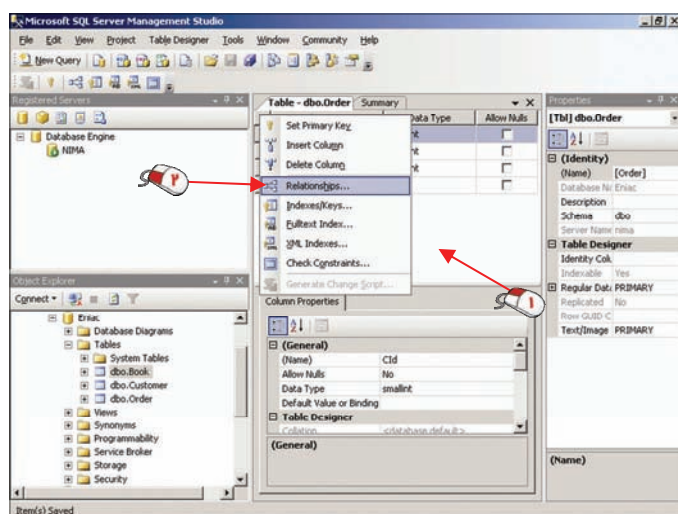 Microsoft SQL Server Management Studio
File Edit View Project Table Designer Tools Window Community Help
New Query
Registered Servers
Database Engine
NIMA
Table - dbo.Order Summary
Data Type Allow Nulls
Set Primary Key
Insert Column
Delete Column
Relationships...
Indexes/Keys...
Fulltext Index...
XML Indexes...
Check Constraints...
Generate Change Script...
۲
۱
Object Explorer
Connect
Eniac
Database Diagrams
Tables
System Tables
dbo.Book
dbo.Customer
dbo.Order
Views
Synonyms
Programmability
Service Broker
Storage
Security
Column Properties
(General)
(Name) CId
Allow Nulls No
Data Type smallint
Default Value or Binding
Table Designer
Collation <database default>
(General)
Properties
[Tbl] dbo.Order
(Identity)
(Name) [Order]
Database Na Eniac
Description
Schema dbo
Server Name nima
Table Designer
Identity Colu
Indexable Yes
Regular Data PRIMARY
Replicated No
Row GUID C
Text/Image PRIMARY
(Name)
Item(s) Saved